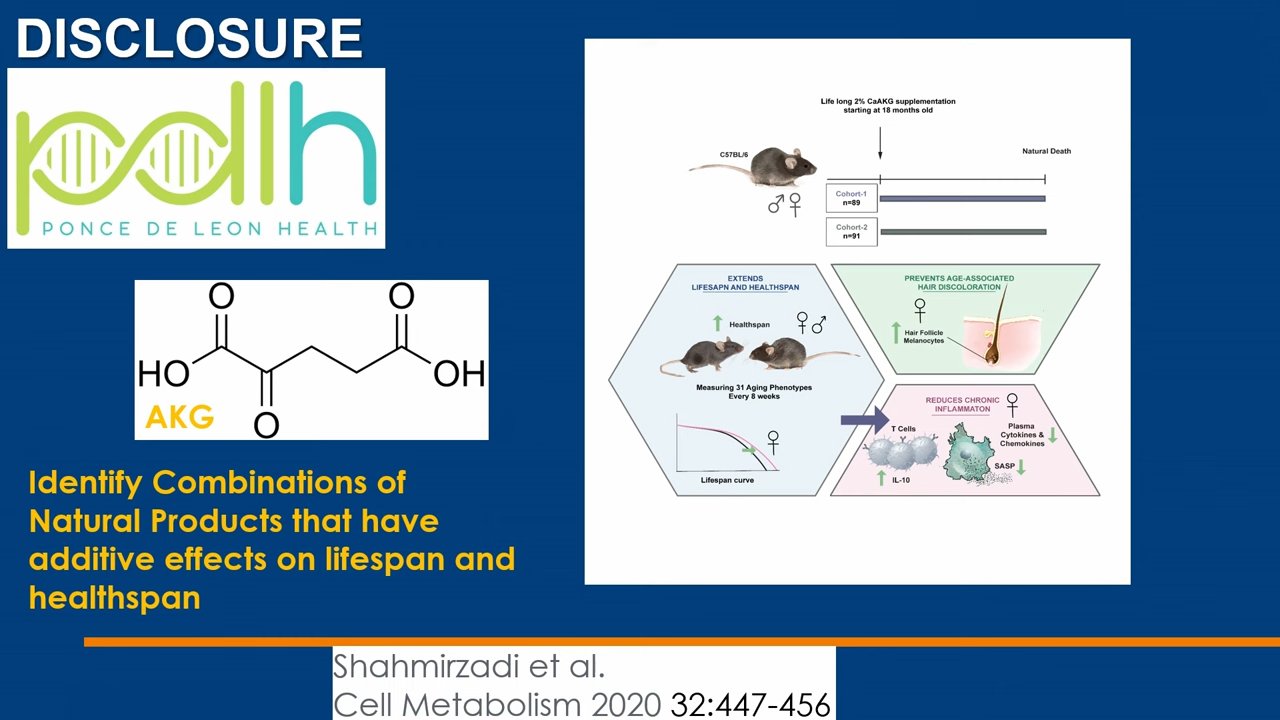 DISCLOSURE
pdlh
PONCE DE LEON HEALTH
O
O
HO
OH
O
AKG
Identify Combinations of
Natural Products that have
additive effects on lifespan and
healthspan
Life long 2% CaAKG supplementation
starting at 18 months old
C57BL/6
Natural Death
Cohort-1
n=89
Cohort-2
n=91
EXTENDS
LIFESAPN AND HEALTHSPAN
Healthspan
Measuring 31 Aging Phenotypes
Every 8 weeks
Lifespan curve
PREVENTS AGE-ASSOCIATED
HAIR DISCOLORATION
Hair Follicle
Melanocytes
REDUCES CHRONIC
INFLAMMATON
T Cells
IL-10
Plasma
Cytokines &
Chemokines
SASP
Shahmirzadi et al.
Cell Metabolism 2020 32:447-456